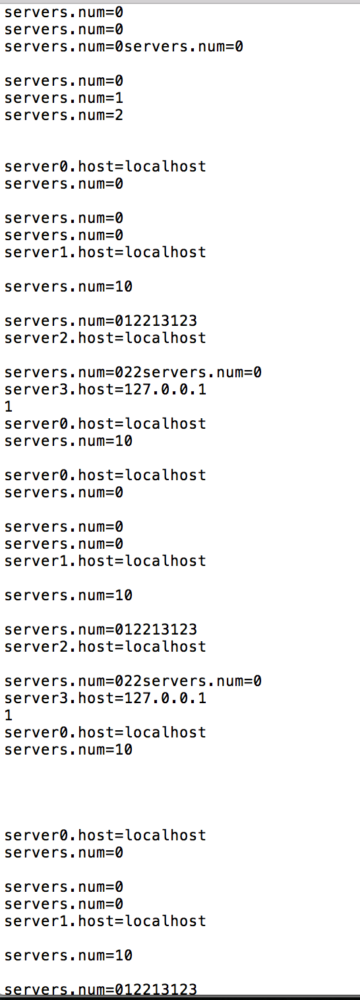 servers.num=0
servers.num=0
servers.num=0servers.num=0
servers.num=0
servers.num=1
servers.num=2
server0.host=localhost
servers.num=0
servers.num=0
servers.num=0
server1.host=localhost
servers.num=10
servers.num=012213123
server2.host=localhost
servers.num=022servers.num=0
server3.host=127.0.0.1
1
server0.host=localhost
servers.num=10
server0.host=localhost
servers.num=0
servers.num=0
servers.num=0
server1.host=localhost
servers.num=10
servers.num=012213123
server2.host=localhost
servers.num=022servers.num=0
server3.host=127.0.0.1
1
server0.host=localhost
servers.num=10
server0.host=localhost
servers.num=0
servers.num=0
servers.num=0
server1.host=localhost
servers.num=10
servers.num=012213123